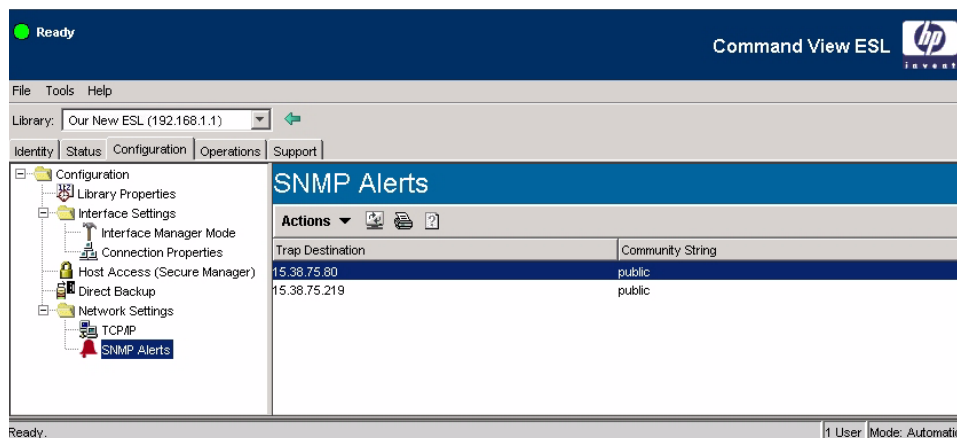 Ready
Command View ESL
hp
invent
File Tools Help
Library: Our New ESL (192.168.1.1)
Identity Status Configuration Operations Support
Configuration
Library Properties
Interface Settings
Interface Manager Mode
Connection Properties
Host Access (Secure Manager)
Direct Backup
Network Settings
TCP/IP
SNMP Alerts
SNMP Alerts
Actions
Trap Destination Community String
15.38.75.80 public
15.38.75.219 public
Ready. 1 User Mode: Automati